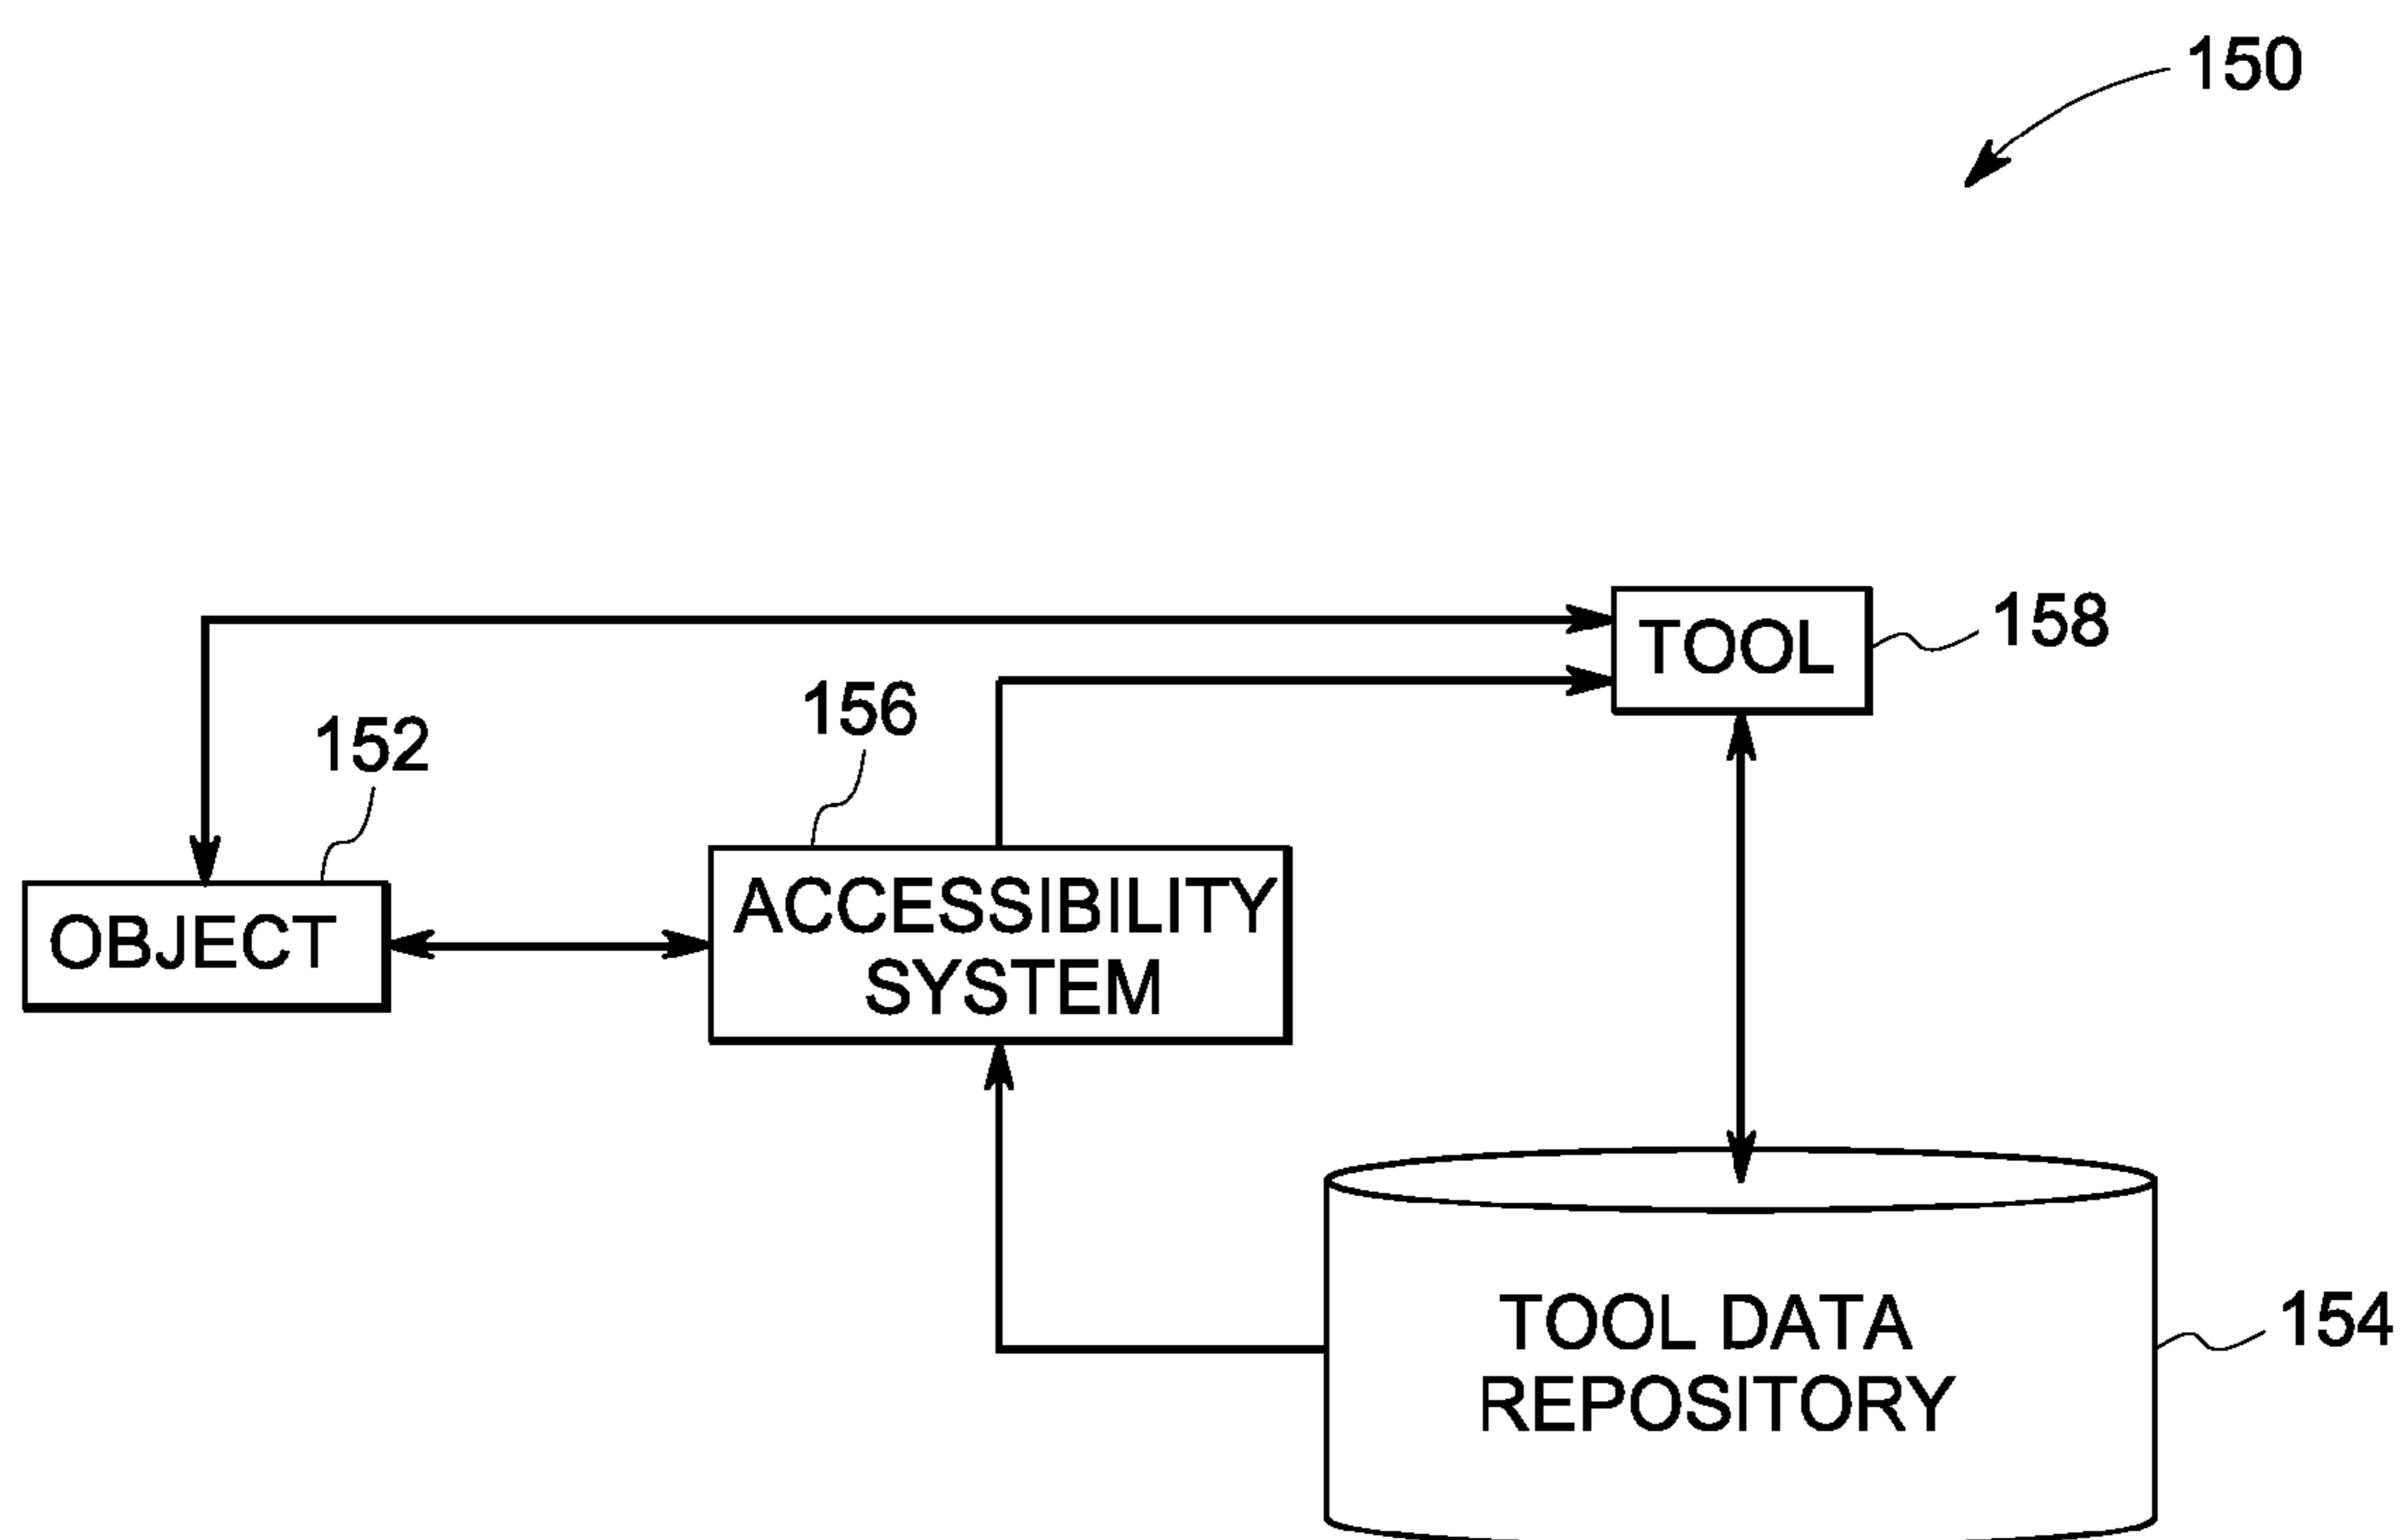 150
TOOL
158
156
152
ACCESSIBILITY
SYSTEM
OBJECT
TOOL DATA
REPOSITORY
154